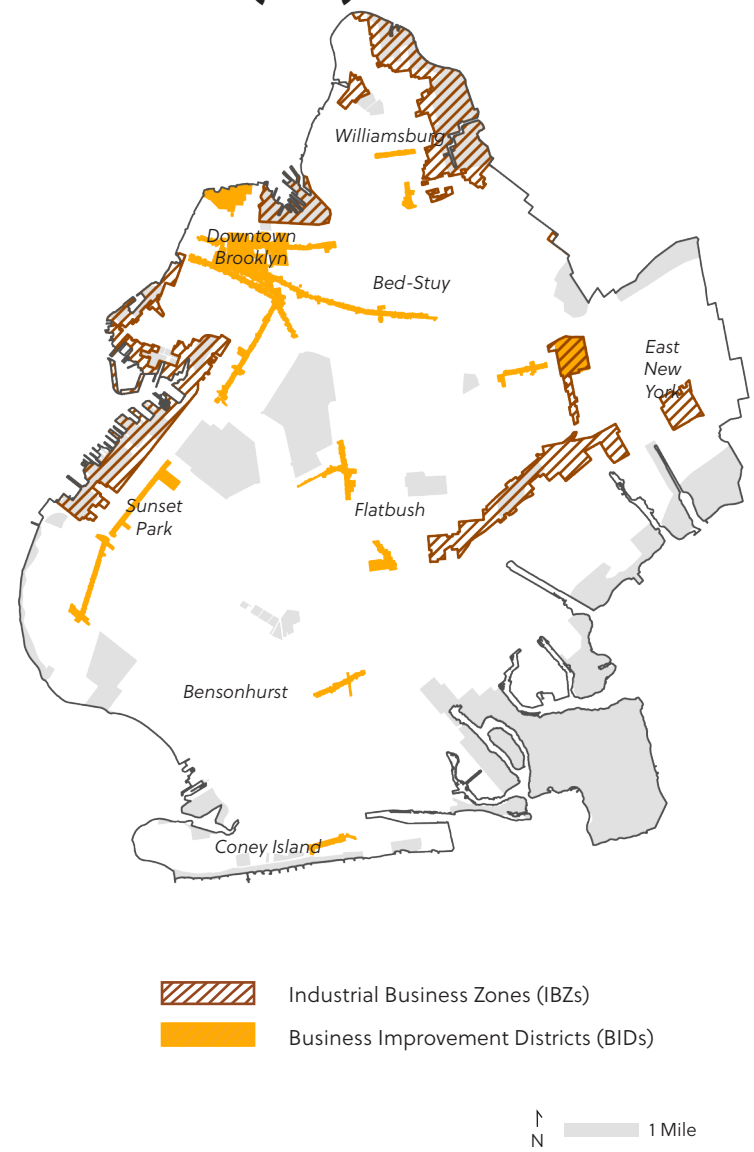 Williamsburg
Downtown
Brooklyn
Bed-Stuy
East
New
York
Sunset
Park
Flatbush
Bensonhurst
Coney Island
Industrial Business Zones (IBZs)
Business Improvement Districts (BIDs)
N
1 Mile